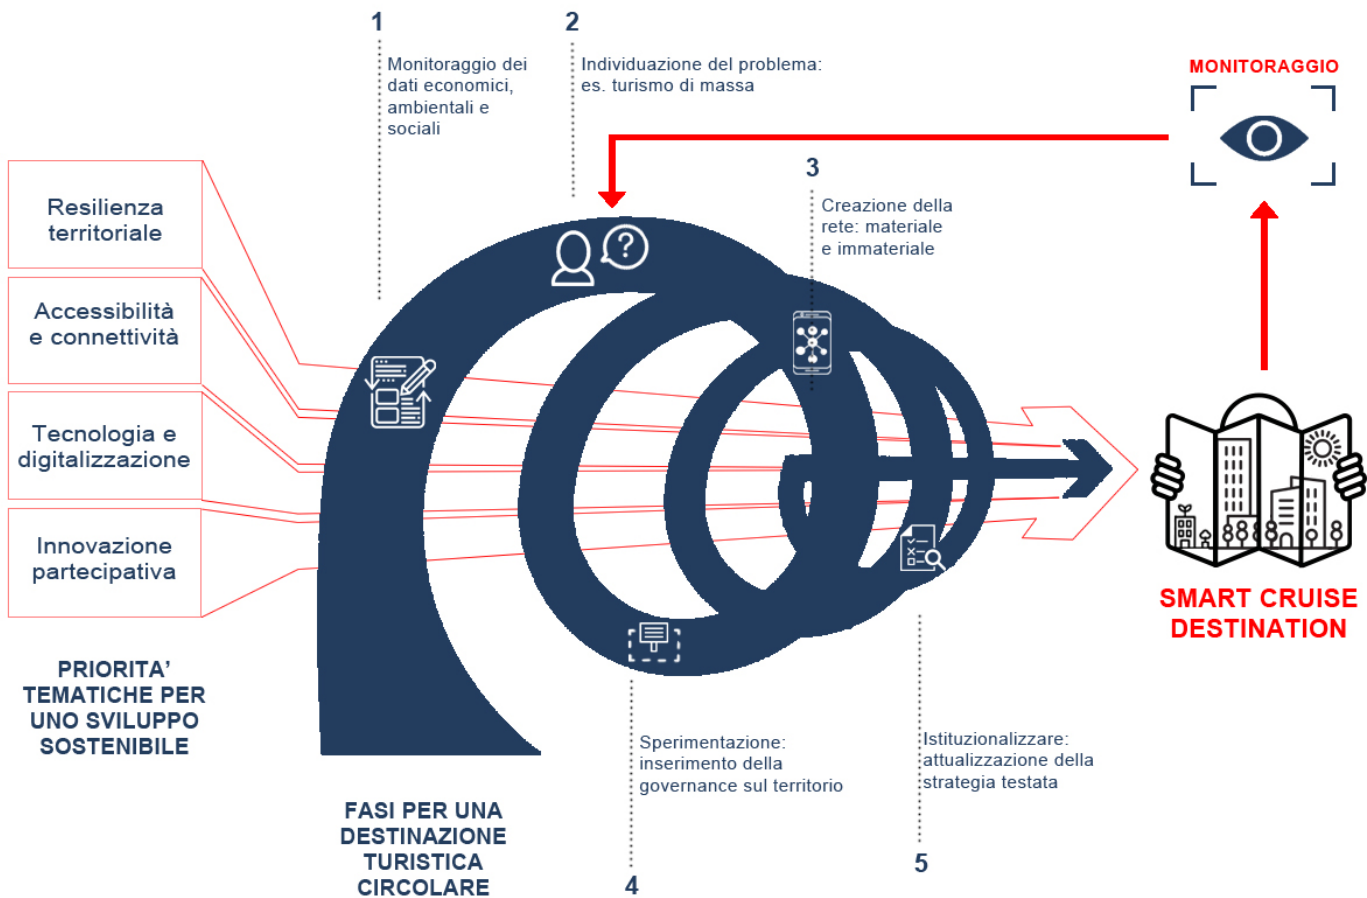 1
Monitoraggio dei
dati economici,
ambientali e
sociali
2
Individuazione del problema:
es. turismo di massa
MONITORAGGIO
3
Creazione della
rete: materiale
e immateriale
Resilienza
territoriale
Accessibilità
e connettività
Tecnologia e
digitalizzazione
Innovazione
partecipativa
PRIORITA'
TEMATICHE PER
UNO SVILUPPO
SOSTENIBILE
SMART CRUISE
DESTINATION
Sperimentazione:
inserimento della
governance sul territorio
4
Istituzionalizzare:
attualizzazione della
strategia testata
5
FASI PER UNA
DESTINAZIONE
TURISTICA
CIRCOLARE